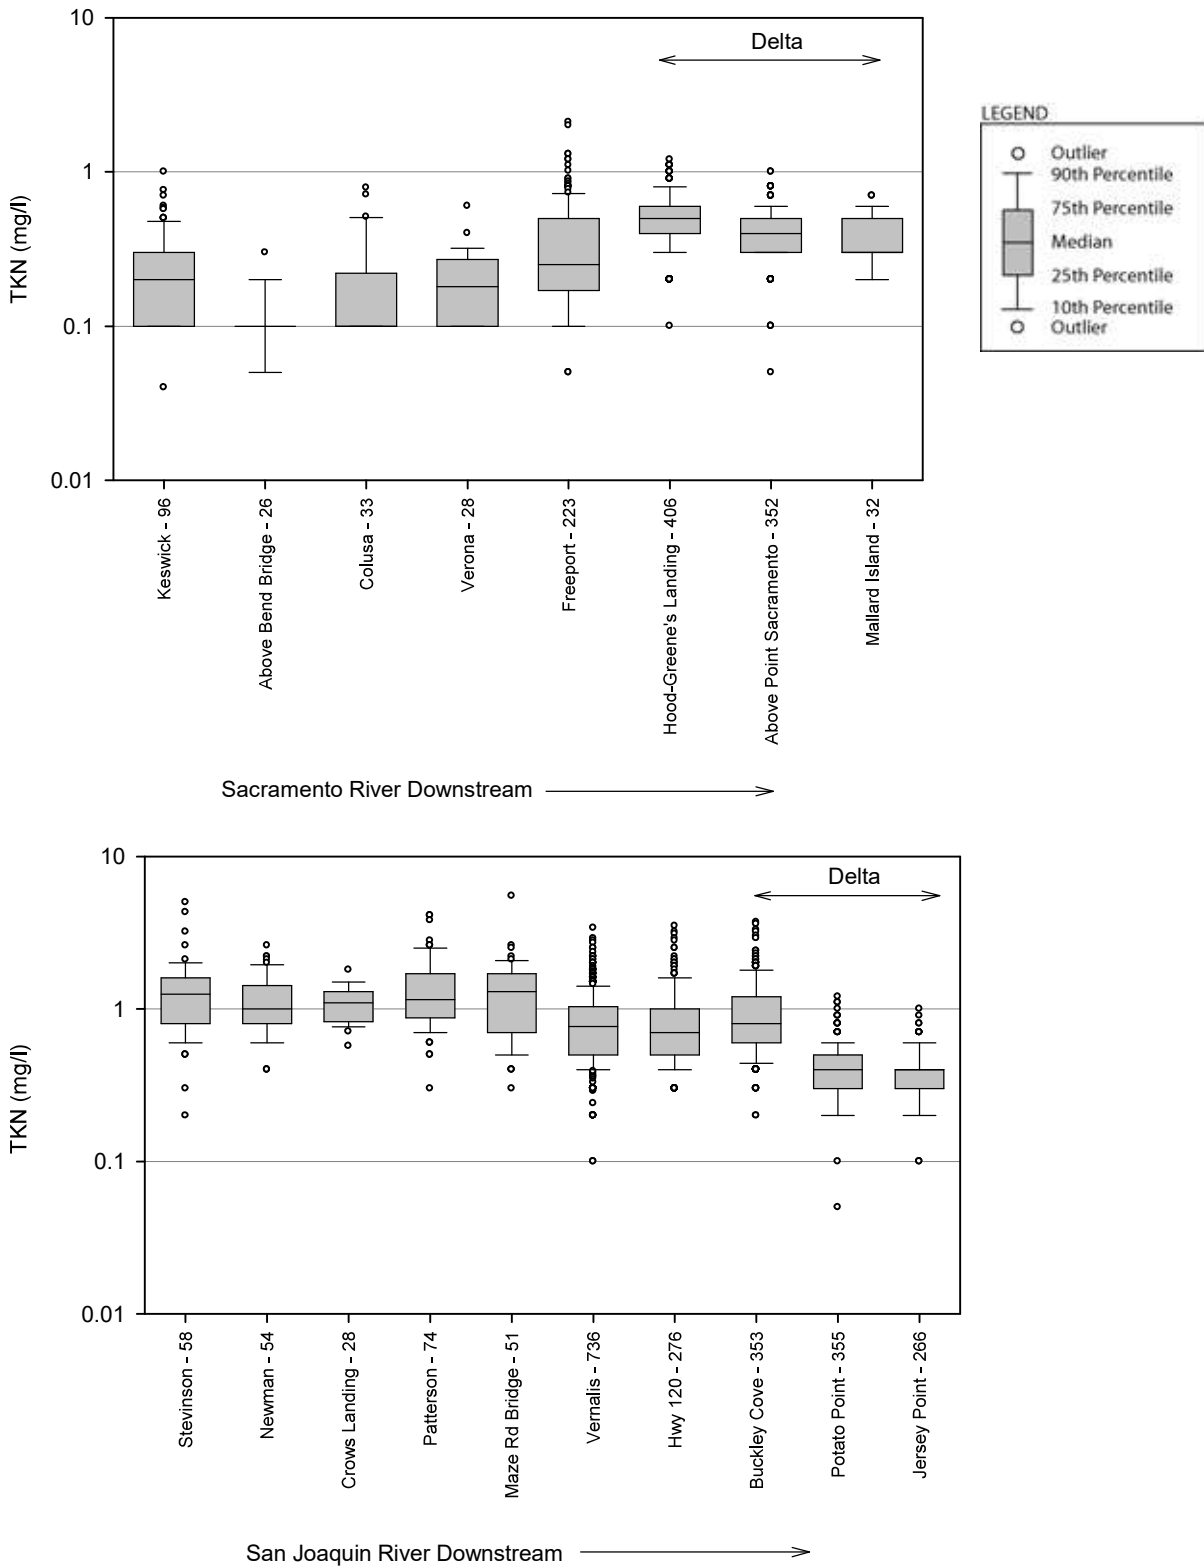 10
1
0.1
0.01
TKN (mg/l)
Delta
LEGEND
Outlier
90th Percentile
75th Percentile
Median
25th Percentile
10th Percentile
Outlier
Keswick - 96
Above Bend Bridge - 26
Colusa - 33
Verona - 28
Freeport - 223
Hood-Greene's Landing - 406
Above Point Sacramento - 352
Mallard Island - 32
Sacramento River Downstream
10
1
0.1
0.01
TKN (mg/l)
Delta
Stevinson - 58
Newman - 54
Crows Landing - 28
Patterson - 74
Maze Rd Bridge - 51
Vernalis - 736
Hwy 120 - 276
Buckley Cove - 353
Potato Point - 355
Jersey Point - 266
San Joaquin River Downstream